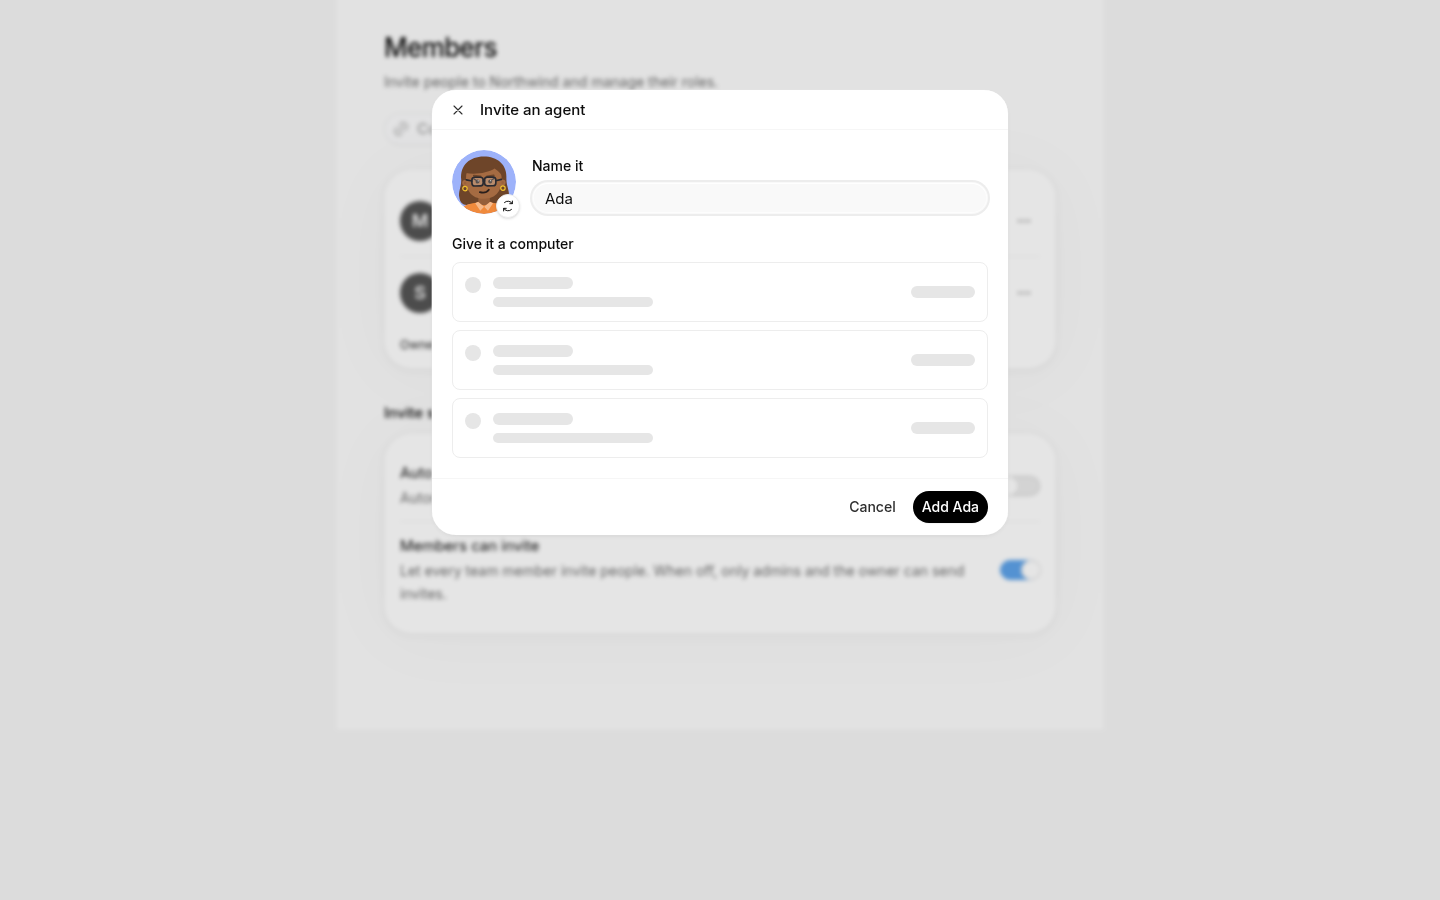 Members
Invite people to Northwind and manage their roles.
Invite an agent
Name it
M
Ada
Give it a computer
S
Invite
Cancel
Add Ada
Members can invite
Let every team member invite people. When off, only admins and the owner can send
invites.